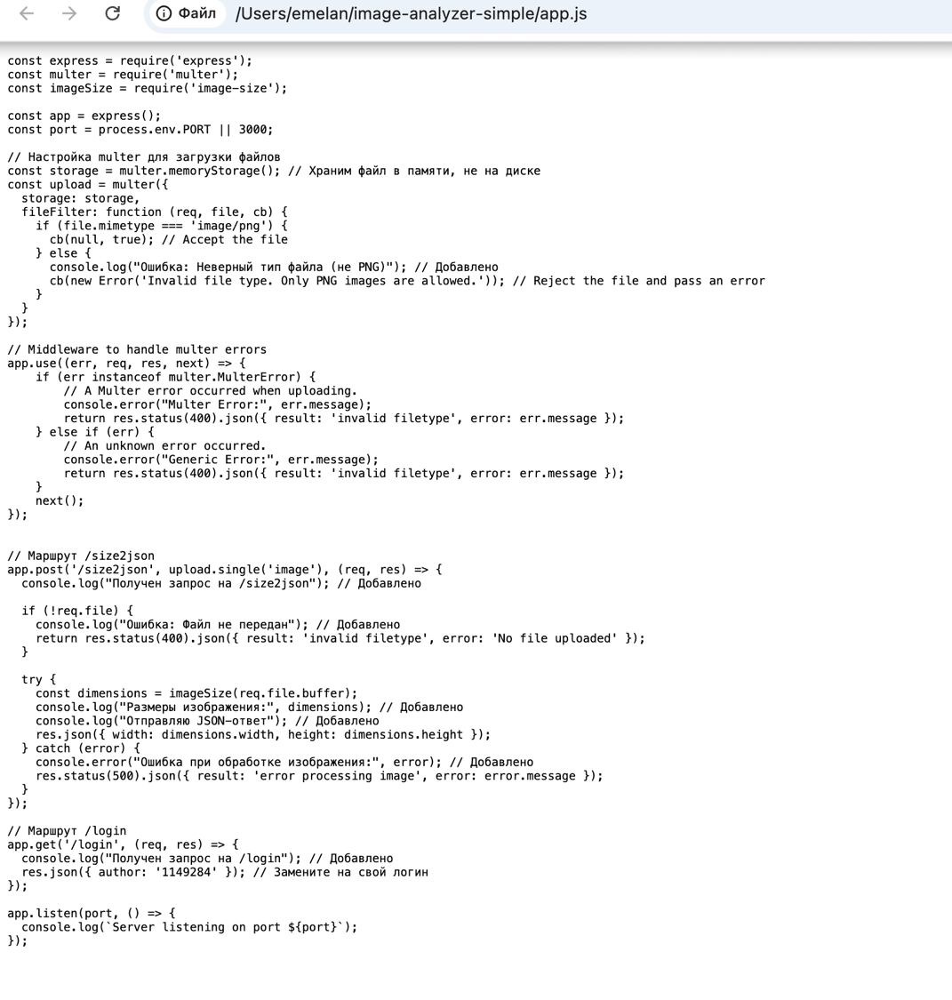 Файл /Users/emelan/image-analyzer-simple/app.js
const express = require('express');
const multer = require('multer');
const imageSize = require('image-size');

const app = express();
const port = process.env.PORT || 3000;

// Настройка multer для загрузки файлов
const storage = multer.memoryStorage(); // Храним файл в памяти, не на диске
const upload = multer({
  storage: storage,
  fileFilter: function (req, file, cb) {
    if (file.mimetype === 'image/png') {
      cb(null, true); // Accept the file
    } else {
      console.log("Ошибка: Неверный тип файла (не PNG)"); // Добавлено
      cb(new Error('Invalid file type. Only PNG images are allowed.')); // Reject the file and pass an error
    }
  }
});

// Middleware to handle multer errors
app.use((err, req, res, next) => {
    if (err instanceof multer.MulterError) {
        // A Multer error occurred when uploading.
        console.error("Multer Error:", err.message);
        return res.status(400).json({ result: 'invalid filetype', error: err.message });
    } else if (err) {
        // An unknown error occurred.
        console.error("Generic Error:", err.message);
        return res.status(400).json({ result: 'invalid filetype', error: err.message });
    }
    next();
});


// Маршрут /size2json
app.post('/size2json', upload.single('image'), (req, res) => {
  console.log("Получен запрос на /size2json"); // Добавлено

  if (!req.file) {
    console.log("Ошибка: Файл не передан"); // Добавлено
    return res.status(400).json({ result: 'invalid filetype', error: 'No file uploaded' });
  }

  try {
    const dimensions = imageSize(req.file.buffer);
    console.log("Размеры изображения:", dimensions); // Добавлено
    console.log("Отправляю JSON-ответ"); // Добавлено
    res.json({ width: dimensions.width, height: dimensions.height });
  } catch (error) {
    console.error("Ошибка при обработке изображения:", error); // Добавлено
    res.status(500).json({ result: 'error processing image', error: error.message });
  }
});

// Маршрут /login
app.get('/login', (req, res) => {
  console.log("Получен запрос на /login"); // Добавлено
  res.json({ author: '1149284' }); // Замените на свой логин
});

app.listen(port, () => {
  console.log(`Server listening on port ${port}`);
});